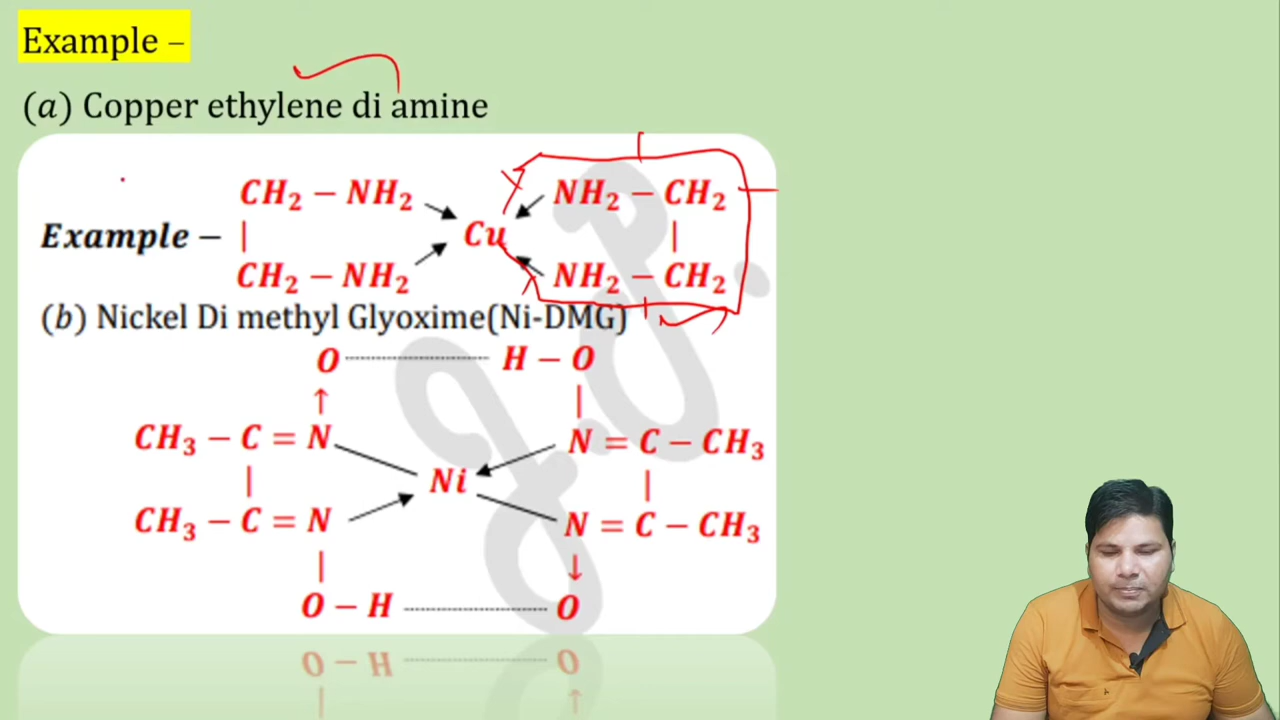 Example –
(a) Copper ethylene di amine
CH₂ – NH₂ NH₂ – CH₂
Example – | Cu |
CH₂ – NH₂ NH₂ – CH₂
(b) Nickel Di methyl Glyoxime(Ni-DMG)
O H – O
↑ |
CH₃ – C = N N = C – CH₃
| Ni |
CH₃ – C = N N = C – CH₃
| ↓
O – H O
O – H O